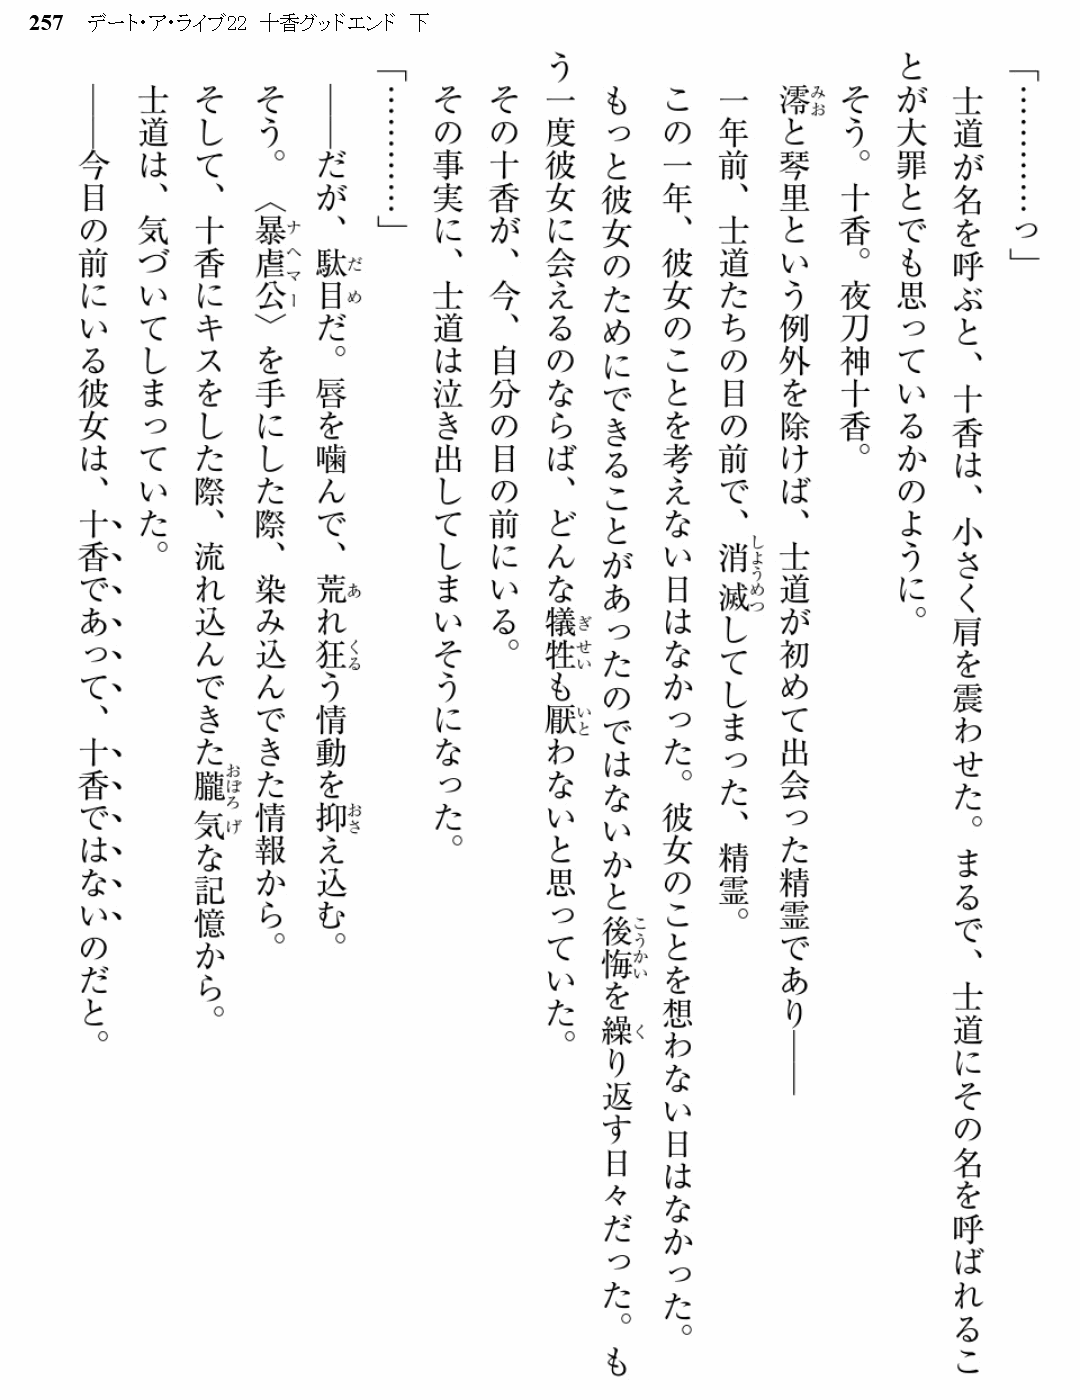 257 デート・ア・ライブ22 十香グッドエンド 下
「…………っ」
士道が名を呼ぶと、十香は、小さく肩を震わせた。まるで、士道にその名を呼ばれるこ
とが大罪とでも思っているかのように。
そう。十香。夜刀神十香。
澪と琴里という例外を除けば、士道が初めて出会った精霊であり――
一年前、士道たちの目の前で、消滅してしまった、精霊。
この一年、彼女のことを考えない日はなかった。彼女のことを想わない日はなかった。
もっと彼女のためにできることがあったのではないかと後悔を繰り返す日々だった。も
う一度彼女に会えるのならば、どんな犠牲も厭わないと思っていた。
その十香が、今、自分の目の前にいる。
その事実に、士道は泣き出してしまいそうになった。
「…………」
――だが、駄目だ。唇を噛んで、荒れ狂う情動を抑え込む。
そう。〈暴虐公〉を手にした際、染み込んできた情報から。
そして、十香にキスをした際、流れ込んできた朧気な記憶から。
士道は、気づいてしまっていた。
――今目の前にいる彼女は、十香であって、十香ではないのだと。